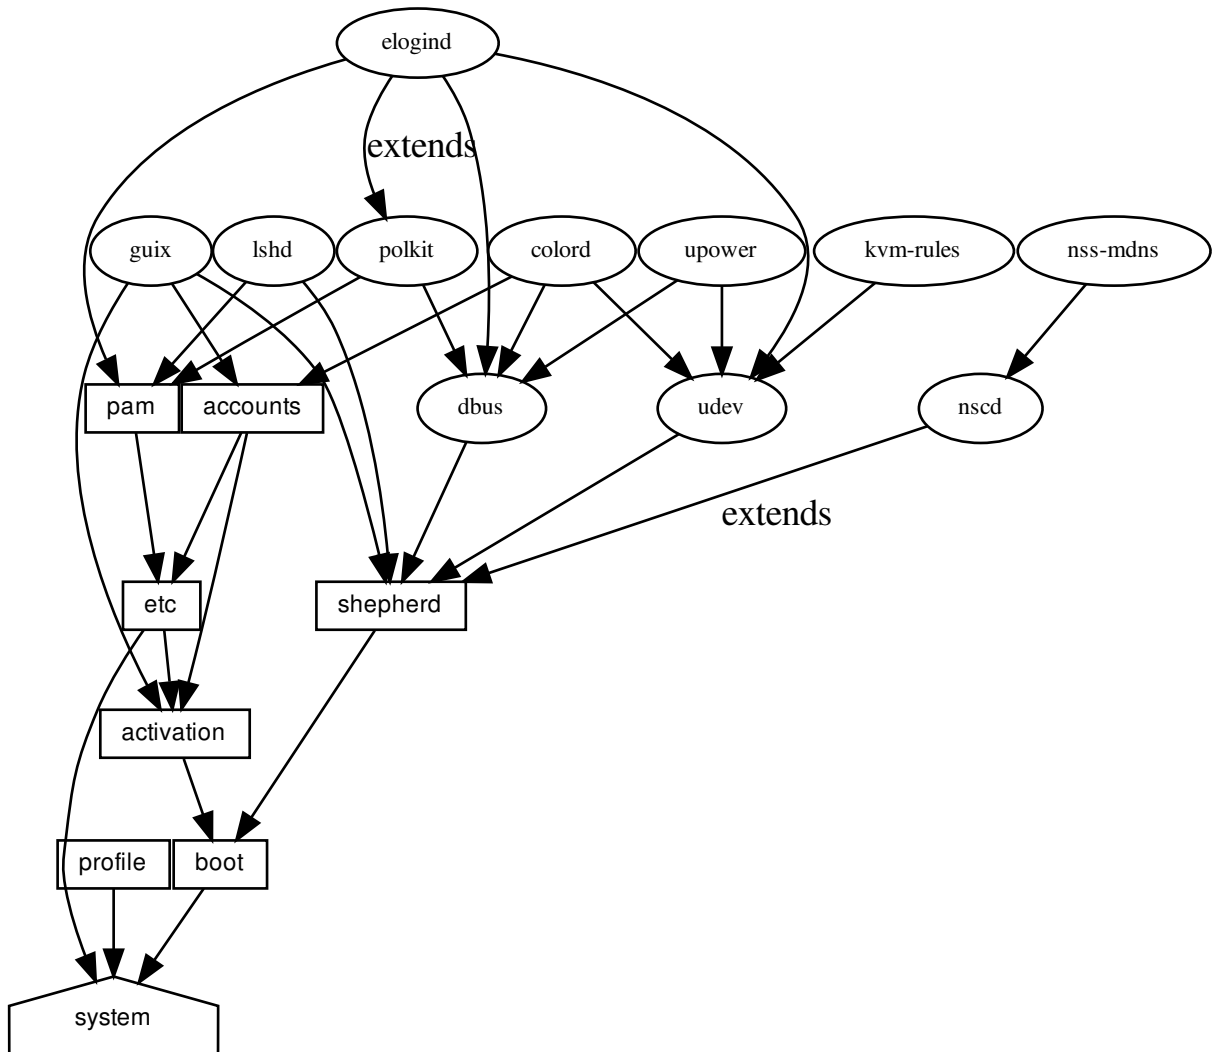 elogind
extends
guix
lshd
polkit
colord
upower
kvm-rules
nss-mdns
pam
accounts
dbus
udev
nscd
extends
etc
shepherd
activation
profile
boot
system